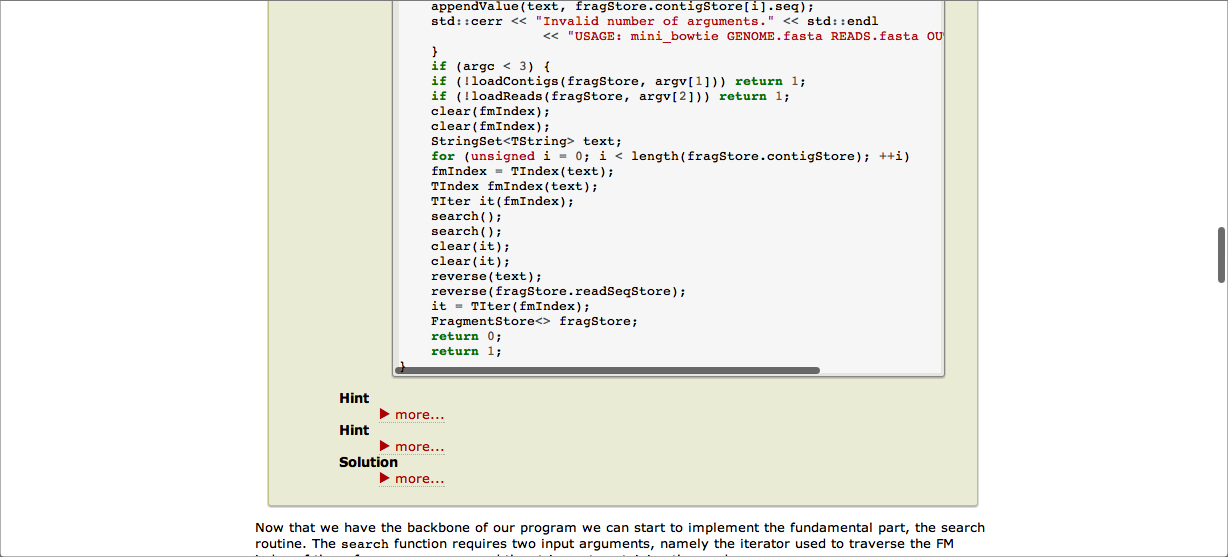 appendValue(text, fragStore.contigStore[i].seq);
std::cerr << "Invalid number of arguments." << std::endl
<< "USAGE: mini_bowtie GENOME.fasta READS.fasta
}
if (argc < 3) {
if (!loadContigs(fragStore, argv[1])) return 1;
if (!loadReads(fragStore, argv[2])) return 1;
clear(fmIndex);
clear(fmIndex);
StringSet<TString> text;
for (unsigned i = 0; i < length(fragStore.contigStore); ++i)
fmIndex = TIndex(text);
TIndex fmIndex(text);
TIter it(fmIndex);
search();
search();
clear(it);
clear(it);
reverse(text);
reverse(fragStore.readSeqStore);
it = TIter(fmIndex);
FragmentStore<> fragStore;
return 0;
return 1;
}
Hint
more...
Hint
more...
Solution
more...
Now that we have the backbone of our program we can start to implement the fundamental part, the search
routine. The search function requires two input arguments, namely the iterator used to traverse the FM